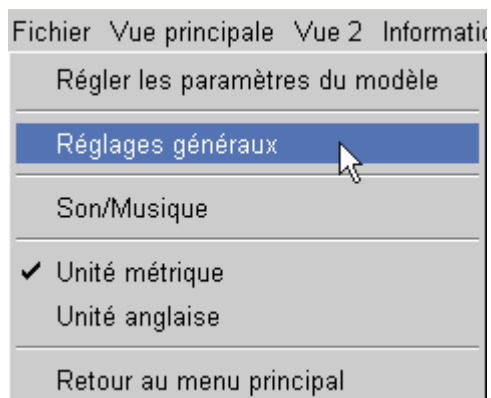 Fichier Vue principale Vue 2
Régler les paramètres du modèle
Réglages généraux
Son/Musique
Unité métrique
Unité anglaise
Retour au menu principal